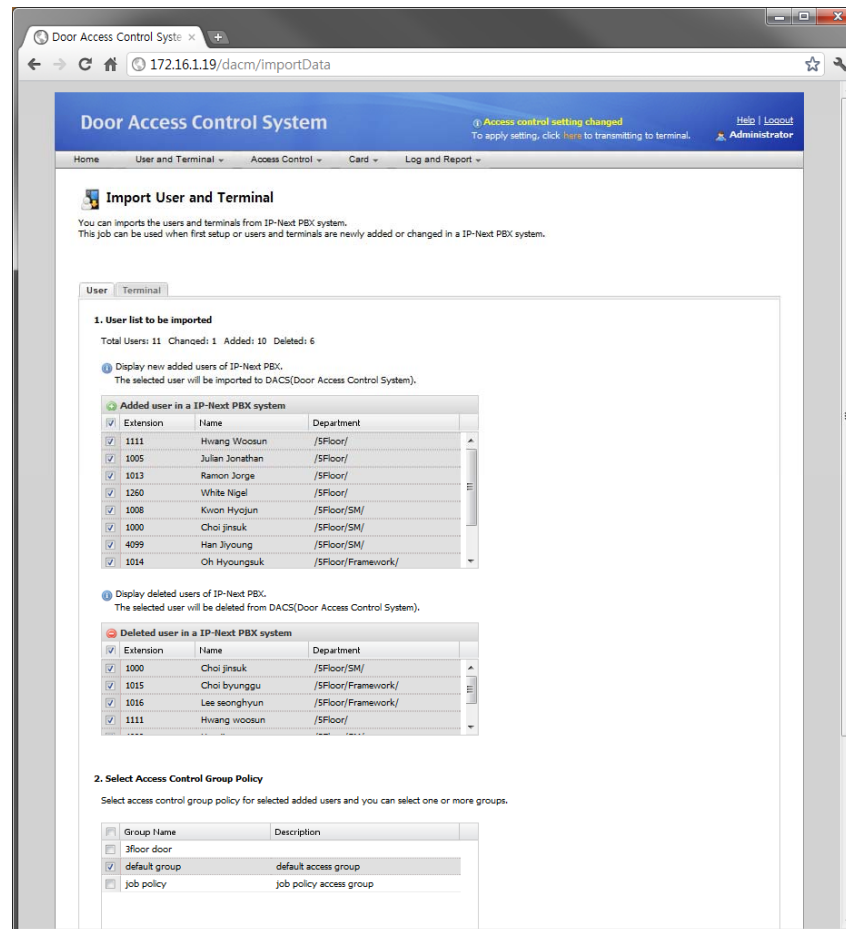 Door Access Control Syste
172.16.1.19/dacm/importData
Door Access Control System
Access control setting changed
To apply setting, click here to transmitting to terminal.
Help | Logout
Administrator
Home User and Terminal Access Control Card Log and Report
Import User and Terminal
You can imports the users and terminals from IP-Next PBX system.
This job can be used when first setup or users and terminals are newly added or changed in a IP-Next PBX system.
User Terminal
1. User list to be imported
Total Users: 11 Changed: 1 Added: 10 Deleted: 6
Display new added users of IP-Next PBX.
The selected user will be imported to DACS(Door Access Control System).
Added user in a IP-Next PBX system
Extension Name Department
1111 Hwang Woosun /5Floor/
1005 Julian Jonathan /5Floor/
1013 Ramon Jorge /5Floor/
1260 White Nigel /5Floor/
1008 Kwon Hyojun /5Floor/SM/
1000 Choi jinsuk /5Floor/SM/
4099 Han Jiyoung /5Floor/SM/
1014 Oh Hyoungsuk /5Floor/Framework/
Display deleted users of IP-Next PBX.
The selected user will be deleted from DACS(Door Access Control System).
Deleted user in a IP-Next PBX system
Extension Name Department
1000 Choi jinsuk /5Floor/SM/
1015 Choi byunggu /5Floor/Framework/
1016 Lee seonghyun /5Floor/Framework/
1111 Hwang woosun /5Floor/
2. Select Access Control Group Policy
Select access control group policy for selected added users and you can select one or more groups.
Group Name Description
3floor door
default group default access group
job policy job policy access group